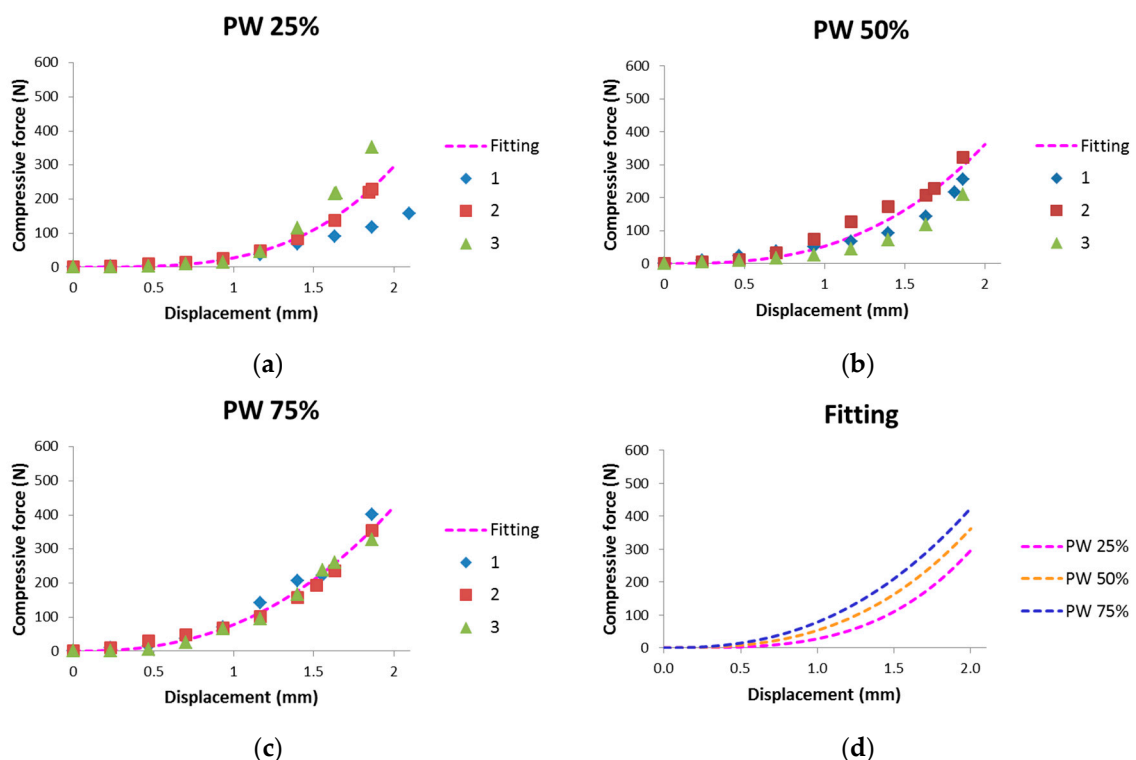 PW 25%
Compressive force (N)
600
500
400
300
200
100
0
0 0.5 1 1.5 2
Displacement (mm)
Fitting
1
2
3
(a)
PW 50%
Compressive force (N)
600
500
400
300
200
100
0
0 0.5 1 1.5 2
Displacement (mm)
Fitting
1
2
3
(b)
PW 75%
Compressive force (N)
600
500
400
300
200
100
0
0 0.5 1 1.5 2
Displacement (mm)
Fitting
1
2
3
(c)
Fitting
Compressive force (N)
600
500
400
300
200
100
0
0.0 0.5 1.0 1.5 2.0
Displacement (mm)
PW 25%
PW 50%
PW 75%
(d)